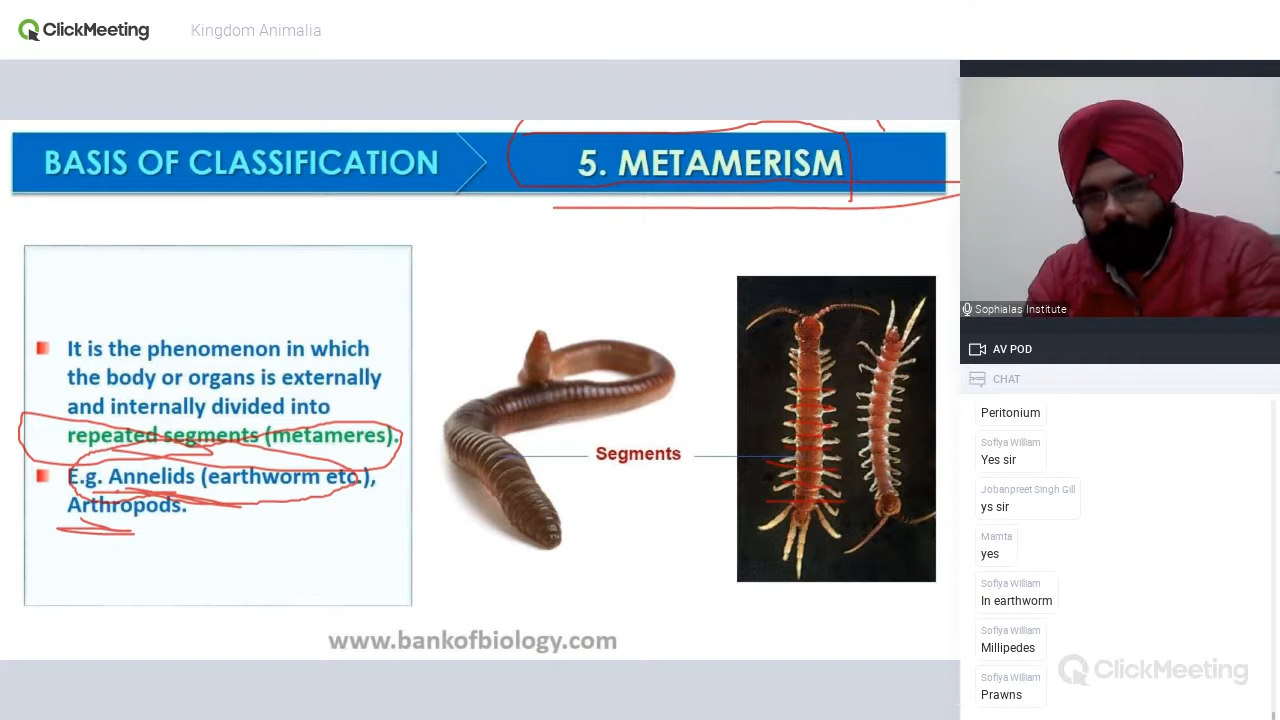 ClickMeeting
Kingdom Animalia
BASIS OF CLASSIFICATION
5. METAMERISM
It is the phenomenon in which
the body or organs is externally
and internally divided into
repeated segments (metameres).
E.g. Annelids (earthworm etc.),
Arthropods.
Segments
www.bankofbiology.com
Sophialas Institute
AV POD
CHAT
Peritonium
Sofiya William
Yes sir
Jobanpreet Singh Gill
ys sir
Mamta
yes
Sofiya William
In earthworm
Sofiya William
Millipedes
Sofiya William
Prawns
ClickMeeting